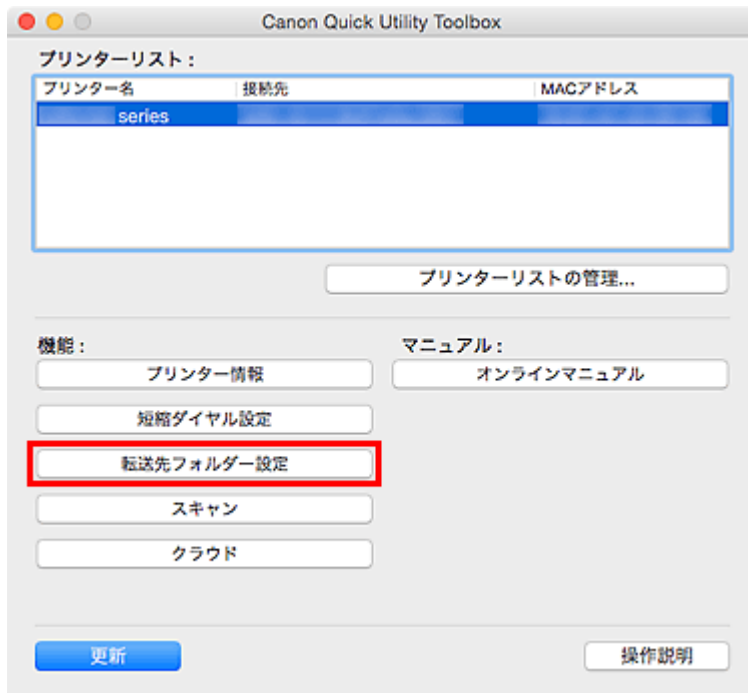 Canon Quick Utility Toolbox
プリンターリスト：
プリンター名 接続先 MACアドレス
series
プリンターリストの管理...
機能： マニュアル：
プリンター情報 オンラインマニュアル
短縮ダイヤル設定
転送先フォルダー設定
スキャン
クラウド
更新 操作説明